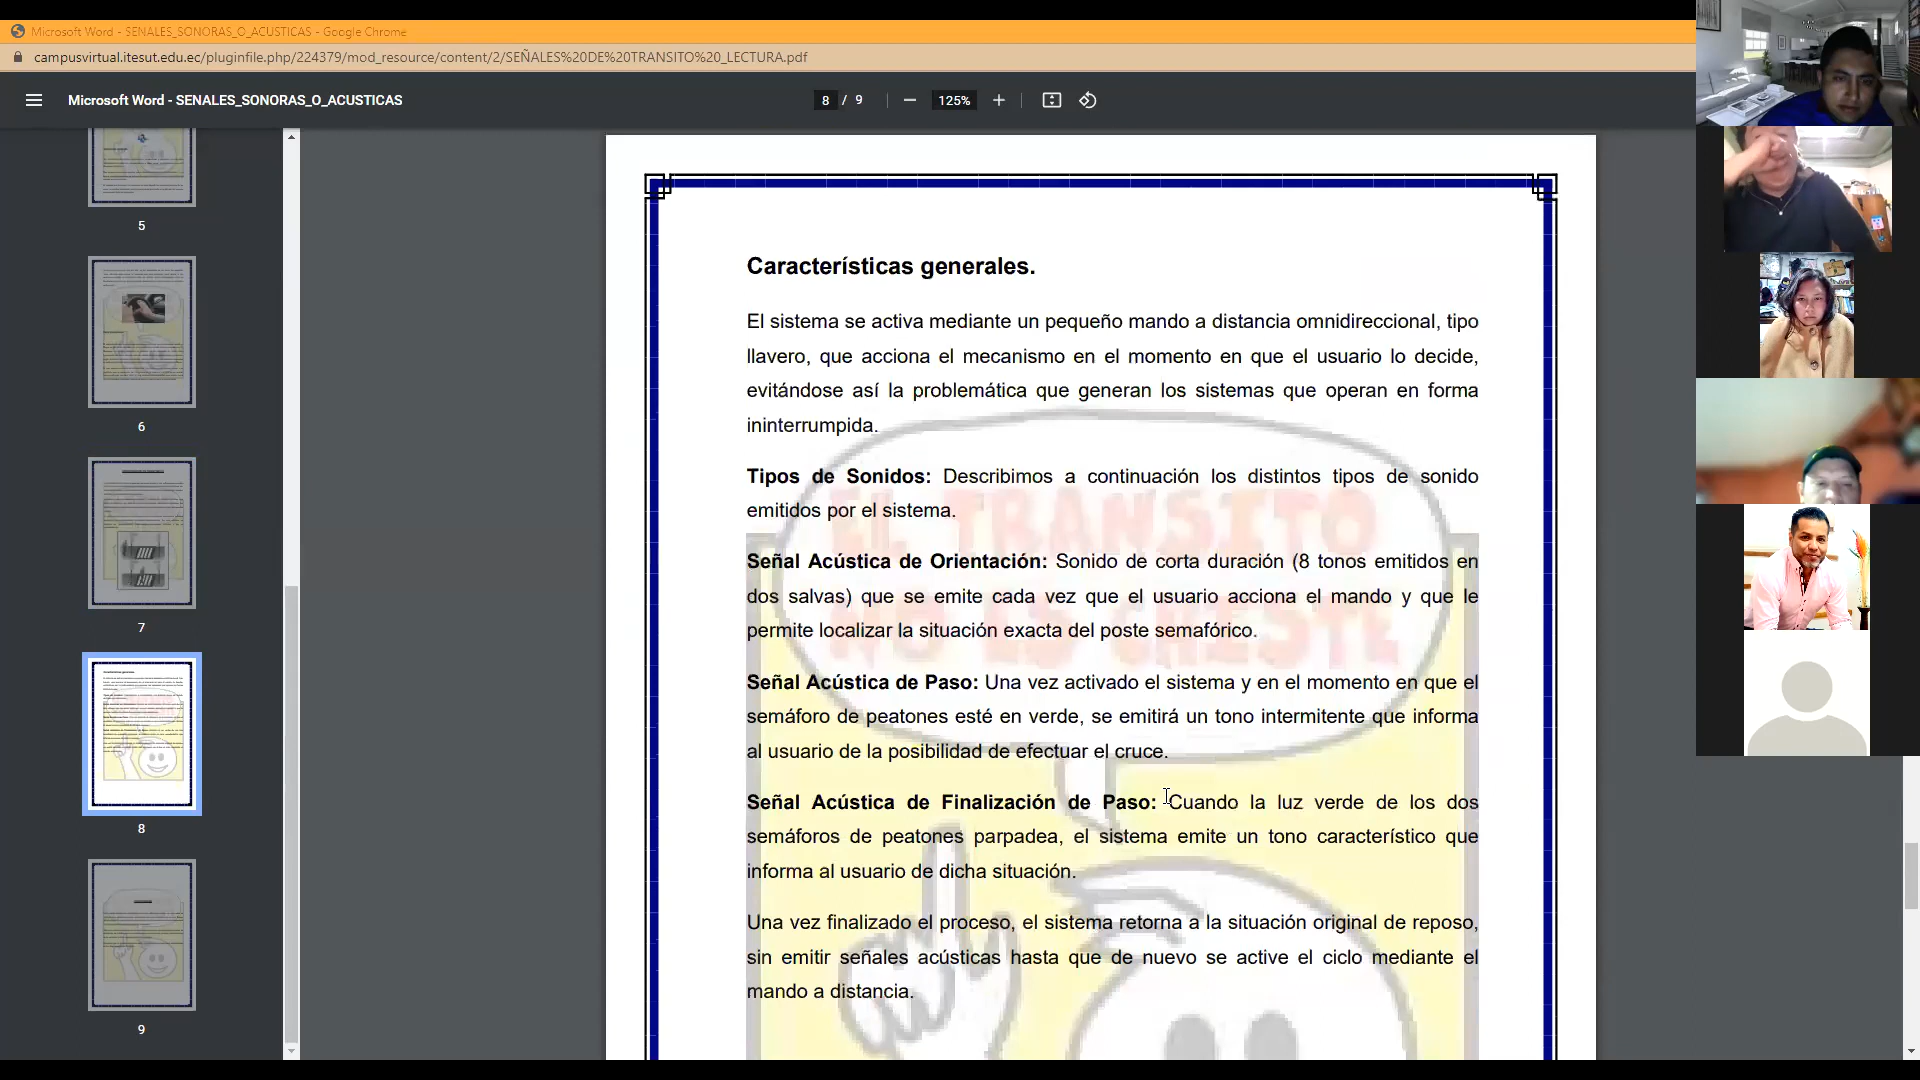 Microsoft Word - SENALES_SONORAS_O_ACUSTICAS - Google Chrome
campusvirtual.itesut.edu.ec/pluginfile.php/224379/mod_resource/content/2/SEÑALES%20DE%20TRANSITO%20_LECTURA.pdf
Microsoft Word - SENALES_SONORAS_O_ACUSTICAS
8 / 9
125%
5
6
7
8
9
Características generales.
El sistema se activa mediante un pequeño mando a distancia omnidireccional, tipo
llavero, que acciona el mecanismo en el momento en que el usuario lo decide,
evitándose así la problemática que generan los sistemas que operan en forma
ininterrumpida.
Tipos de Sonidos: Describimos a continuación los distintos tipos de sonido
emitidos por el sistema.
Señal Acústica de Orientación: Sonido de corta duración (8 tonos emitidos en
dos salvas) que se emite cada vez que el usuario acciona el mando y que le
permite localizar la situación exacta del poste semafórico.
Señal Acústica de Paso: Una vez activado el sistema y en el momento en que el
semáforo de peatones esté en verde, se emitirá un tono intermitente que informa
al usuario de la posibilidad de efectuar el cruce.
Señal Acústica de Finalización de Paso: Cuando la luz verde de los dos
semáforos de peatones parpadea, el sistema emite un tono característico que
informa al usuario de dicha situación.
Una vez finalizado el proceso, el sistema retorna a la situación original de reposo,
sin emitir señales acústicas hasta que de nuevo se active el ciclo mediante el
mando a distancia.
EL TRANSITO
NO ES CHISTE